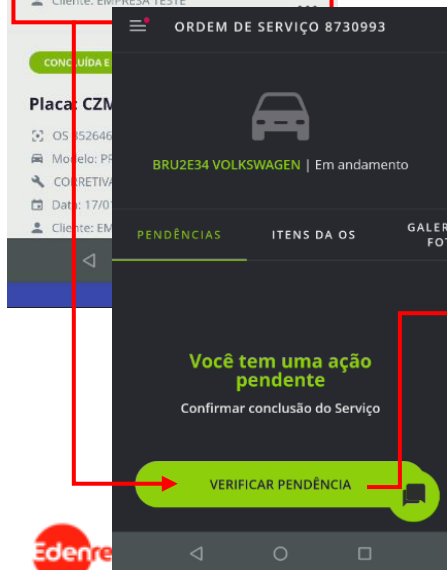 Cliente: EMPRESA TESTE
CONCLUÍDA E
Placa: CZM
OS 852646
Modelo: PR
CORRETIVA
Data: 17/01
Cliente: EM
ORDEM DE SERVIÇO 8730993
BRU2E34 VOLKSWAGEN | Em andamento
PENDÊNCIAS
ITENS DA OS
GALER
FOT
Você tem uma ação
pendente
Confirmar conclusão do Serviço
VERIFICAR PENDÊNCIA
Edenre